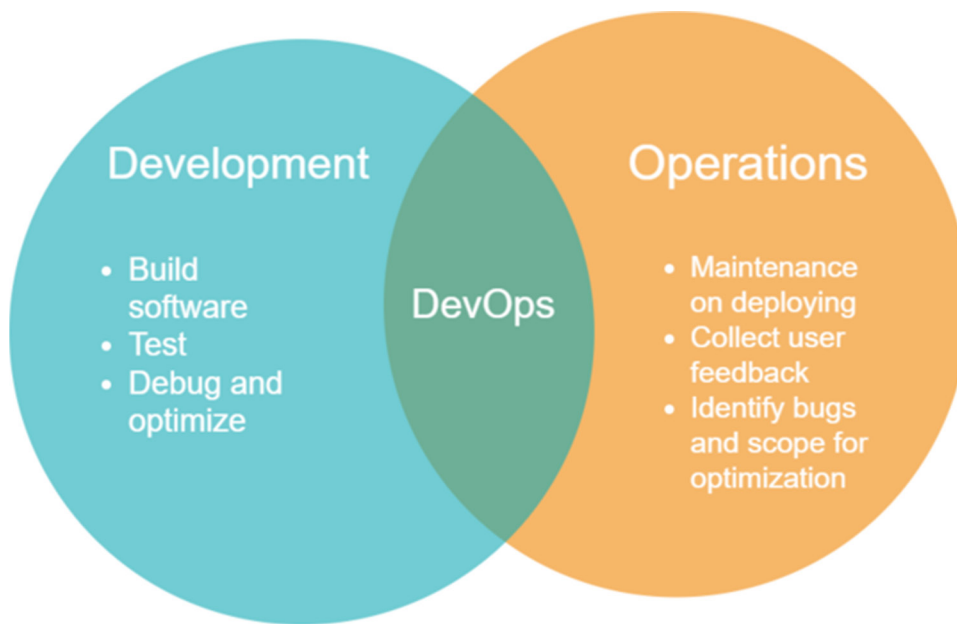 Development
• Build
software
• Test
• Debug and
optimize
DevOps
Operations
• Maintenance
on deploying
• Collect user
feedback
• Identify bugs
and scope for
optimization